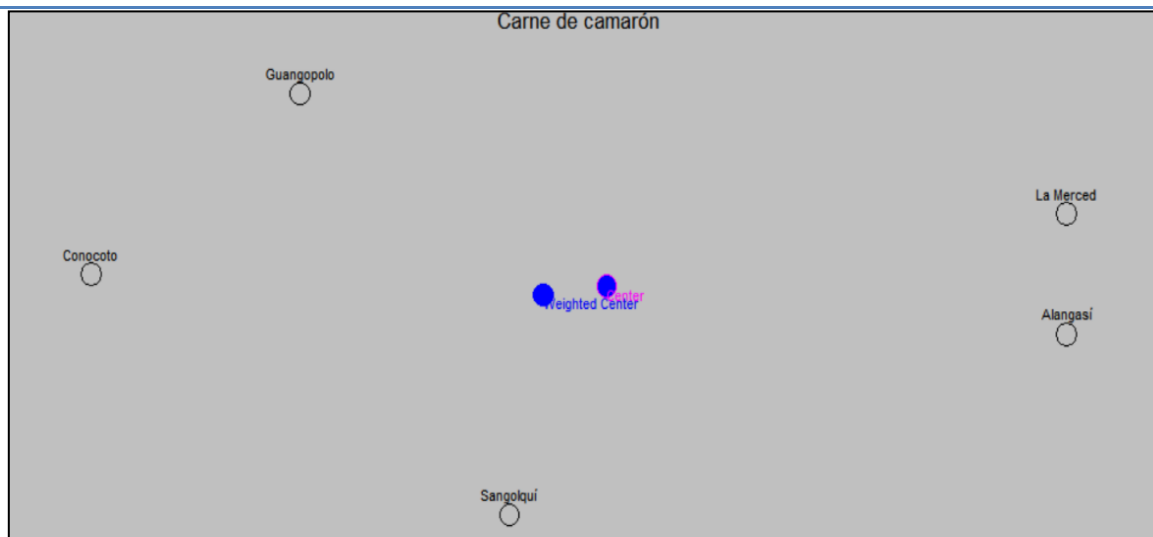 Carne de camarón
Guangopolo
La Merced
Conocoto
Center
Weighted Center
Alangasí
Sangolquí